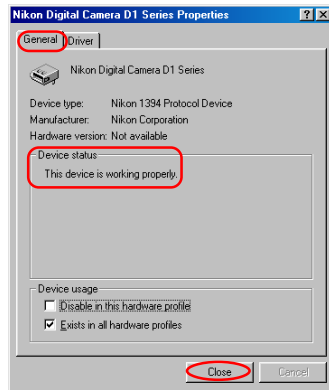 Nikon Digital Camera D1 Series Properties
General
Driver
Nikon Digital Camera D1 Series
Device type: Nikon 1394 Protocol Device
Manufacturer: Nikon Corporation
Hardware version: Not available
Device status
This device is working properly.
Device usage
Disable in this hardware profile
Exists in all hardware profiles
Close
Cancel